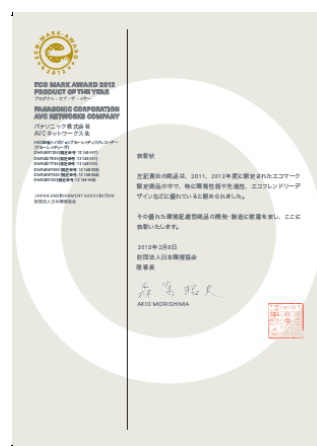 ECO MARK AWARD
2012
ECO MARK AWARD 2012
PRODUCT OF THE YEAR
プロダクト・オブ・ザ・イヤー
PANASONIC CORPORATION
AVC NETWORKS COMPANY
パナソニック株式会社
AVCネットワークス社
JAPAN ENVIRONMENT ASSOCIATION
財団法人日本環境協会
表彰状
左記貴社の商品は、2011、2012年度に認定されたエコマーク
認定商品の中で、特に環境性能や先進性、エコフレンドリーデ
ザインなどに優れていると認められました。
その優れた環境配慮型商品の開発・製造に敬意を表し、ここに
表彰いたします。
2013年2月6日
財団法人日本環境協会
理事長
森嶌昭夫
AKIO MORISHIMA